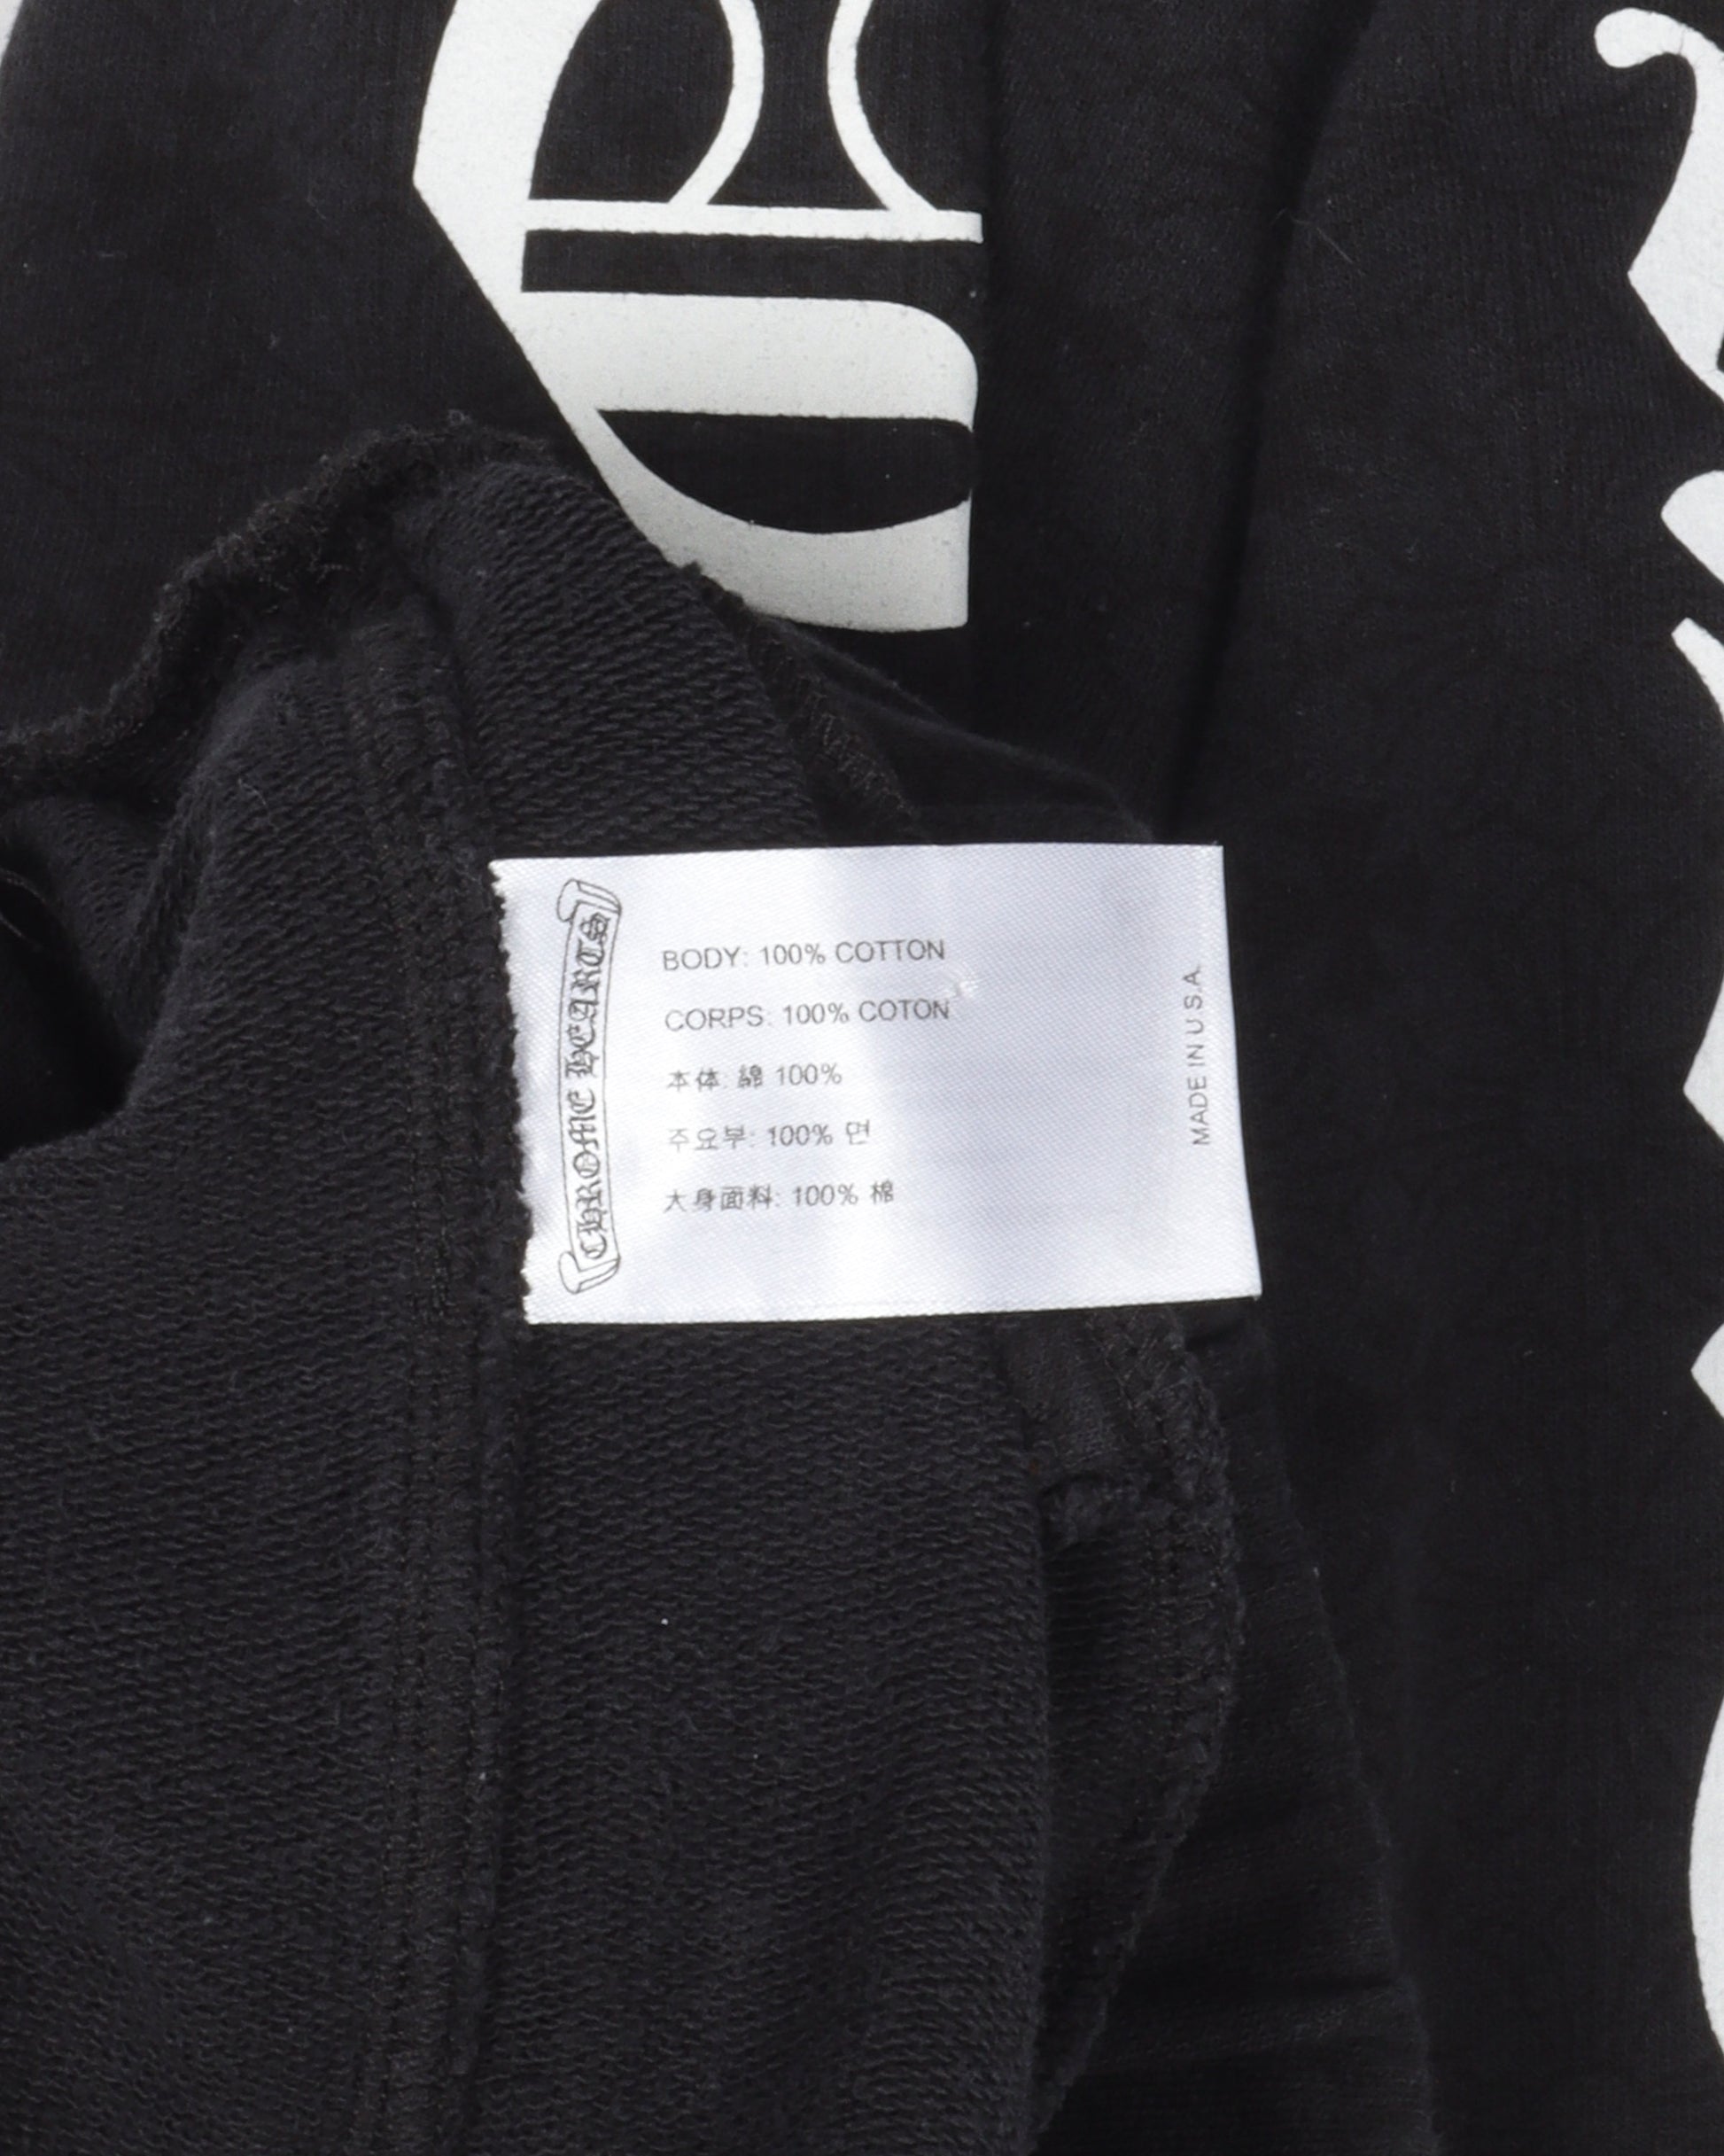 CHROME HEARTS
BODY: 100% COTTON
CORPS: 100% COTON
本体: 綿 100%
주요부: 100% 면
大身面料: 100% 棉
MADE IN U.S.A.